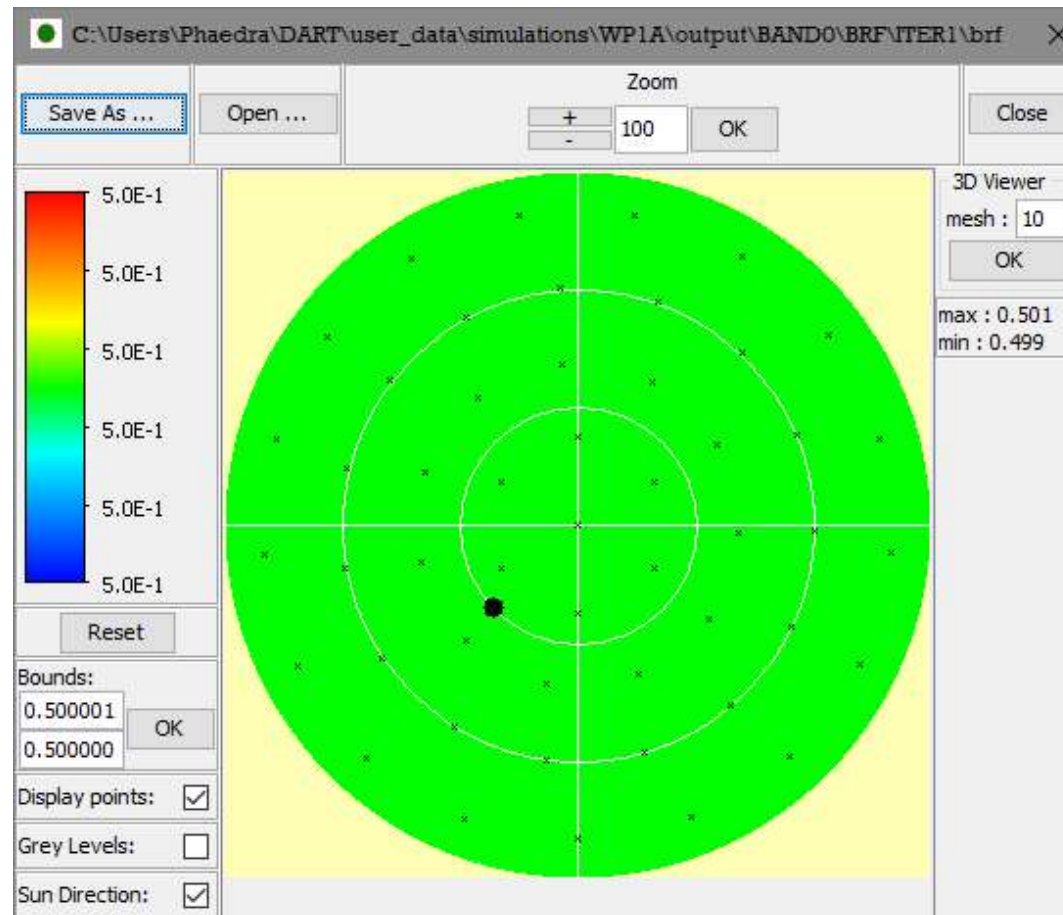 C:\Users\Phaedra\DART\user_data\simulations\WP1A\output\BAND0\BRF\ITER1\brf
Save As ...
Open ...
Zoom
+
-
100
OK
Close
5.0E-1
5.0E-1
5.0E-1
5.0E-1
5.0E-1
5.0E-1
3D Viewer
mesh : 10
OK
max : 0.501
min : 0.499
Reset
Bounds:
0.500001
0.500000
OK
Display points:
Grey Levels:
Sun Direction: